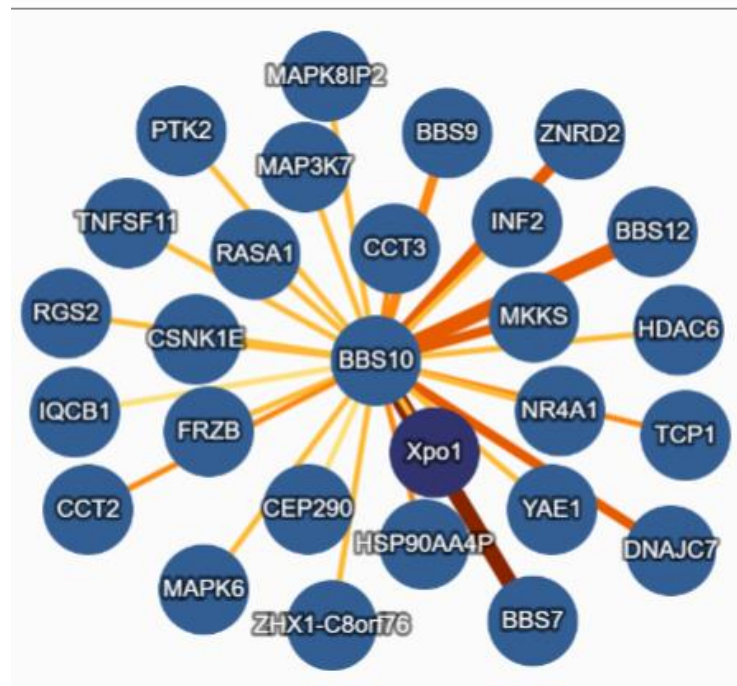 MAPK8IP2
PTK2
BBS9
ZNRD2
MAP3K7
TNFSF11
INF2
BBS12
RASA1
CCT3
RGS2
CSNK1E
MKKS
HDAC6
BBS10
IQCB1
FRZB
NR4A1
TCP1
Xpo1
CCT2
CEP290
YAE1
HSP90AA4P
DNAJC7
MAPK6
ZHX1-C8orf76
BBS7